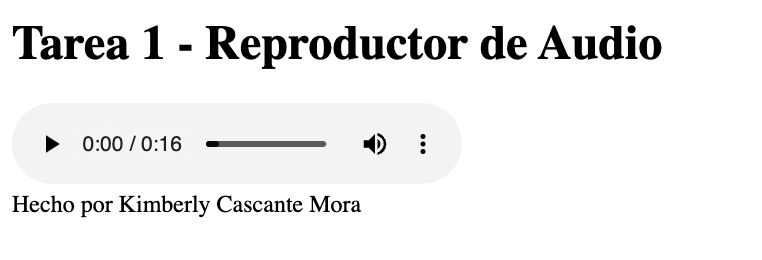 Tarea 1 - Reproductor de Audio
0:00 / 0:16
Hecho por Kimberly Cascante Mora